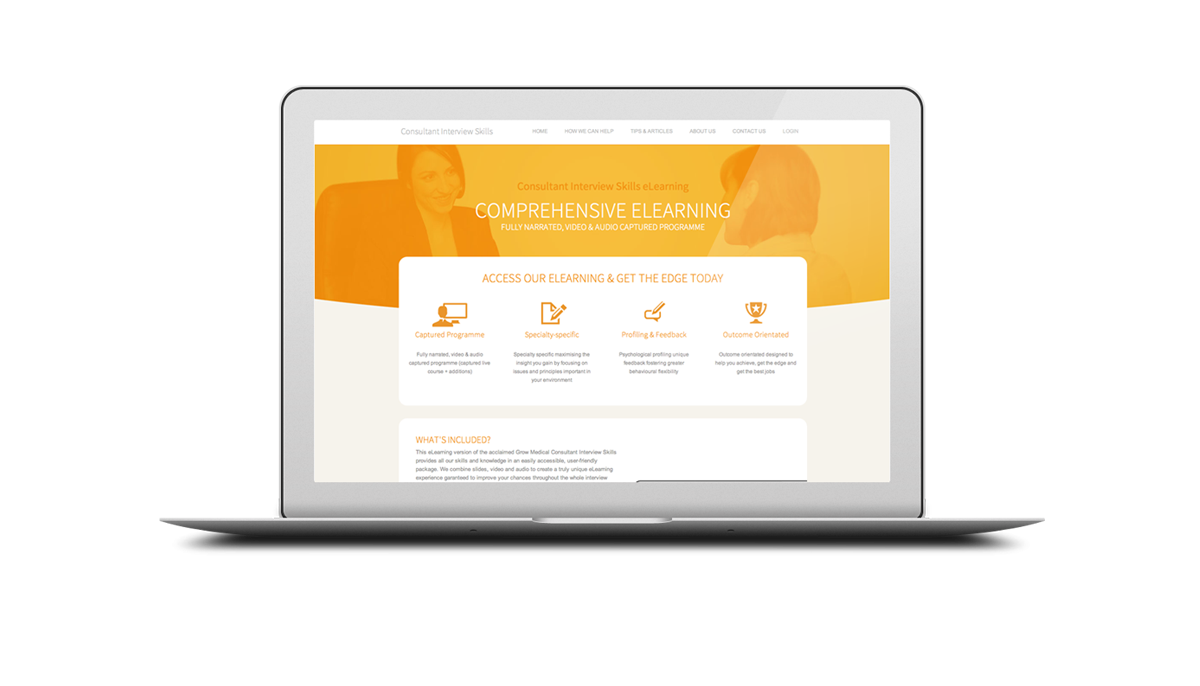 Consultant Interview Skills
HOME
HOW WE CAN HELP
TIPS & ARTICLES
ABOUT US
CONTACT US
LOGIN
Consultant Interview Skills eLearning
COMPREHENSIVE ELEARNING
FULLY NARRATED, VIDEO & AUDIO CAPTURED PROGRAMME
ACCESS OUR ELEARNING & GET THE EDGE TODAY
Captured Programme
Fully narrated, video & audio
captured programme (captured live
course + additions)
Specialty-specific
Specialty specific maximising the
insight you gain by focusing on
issues and principles important in
your environment
Profiling & Feedback
Psychological profiling unique
feedback fostering greater
behavioural flexibility
Outcome Orientated
Outcome orientated designed to
help you achieve, get the edge and
get the best jobs
WHAT'S INCLUDED?
This eLearning version of the acclaimed Grow Medical Consultant Interview Skills
provides all our skills and knowledge in an easily accessible, user-friendly
package. We combine slides, video and audio to create a truly unique eLearning
experience garanteed to improve your chances throughout the whole interview